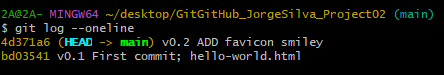 2A@2A- MINGW64 ~/desktop/GitGitHub_JorgeSilva_Project02 (main)
$ git log --oneline
4d371a6 (HEAD -> main) v0.2 ADD favicon smiley
bd03541 v0.1 First commit; hello-world.html